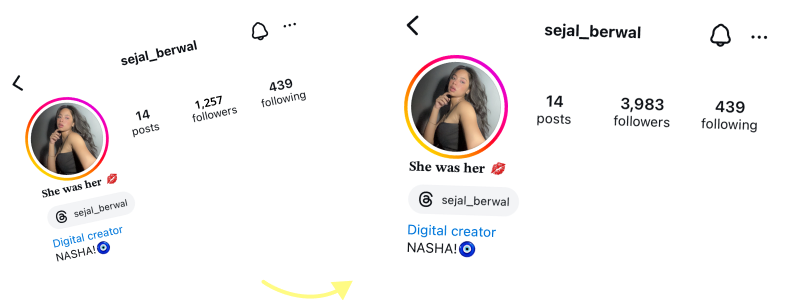 sejal_berwal
14 1,257 439
posts followers following
She was her 💋
sejal_berwal
Digital creator
NASHA!🧿
sejal_berwal
14 3,983 439
posts followers following
She was her 💋
sejal_berwal
Digital creator
NASHA!🧿